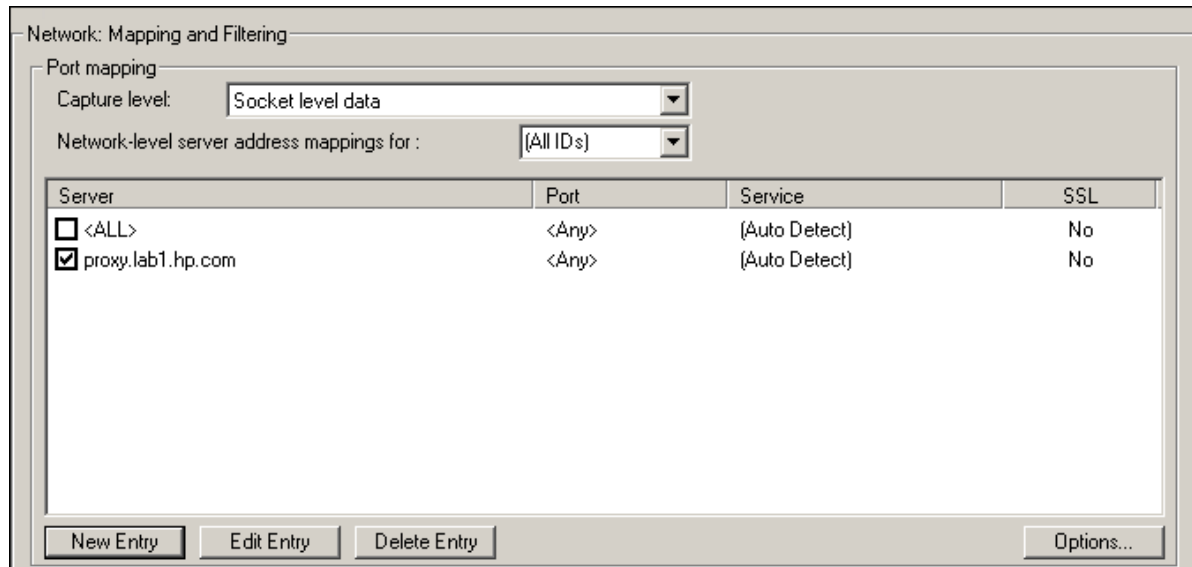 Network: Mapping and Filtering
Port mapping
Capture level: Socket level data
Network-level server address mappings for : (All IDs)
Server Port Service SSL
<ALL> <Any> (Auto Detect) No
proxy.lab1.hp.com <Any> (Auto Detect) No
New Entry Edit Entry Delete Entry Options...